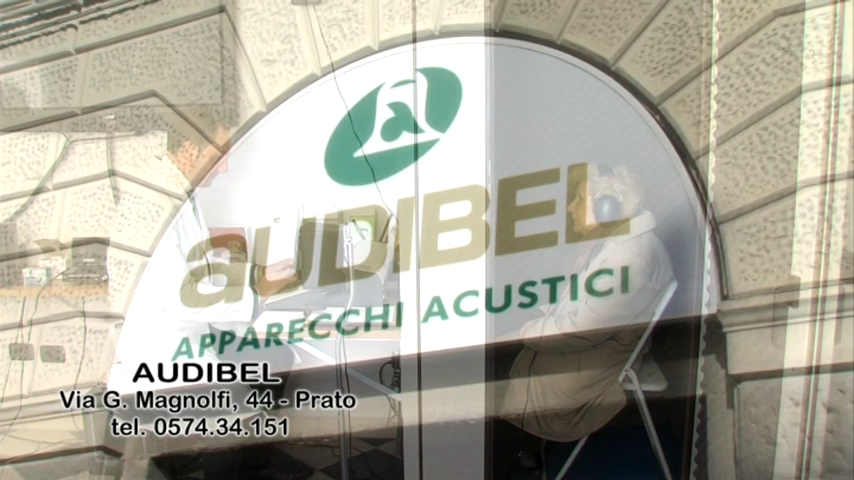 AUDIBEL
APPARECCHI ACUSTICI
AUDIBEL
Via G. Magnolfi, 44 - Prato
tel. 0574.34.151